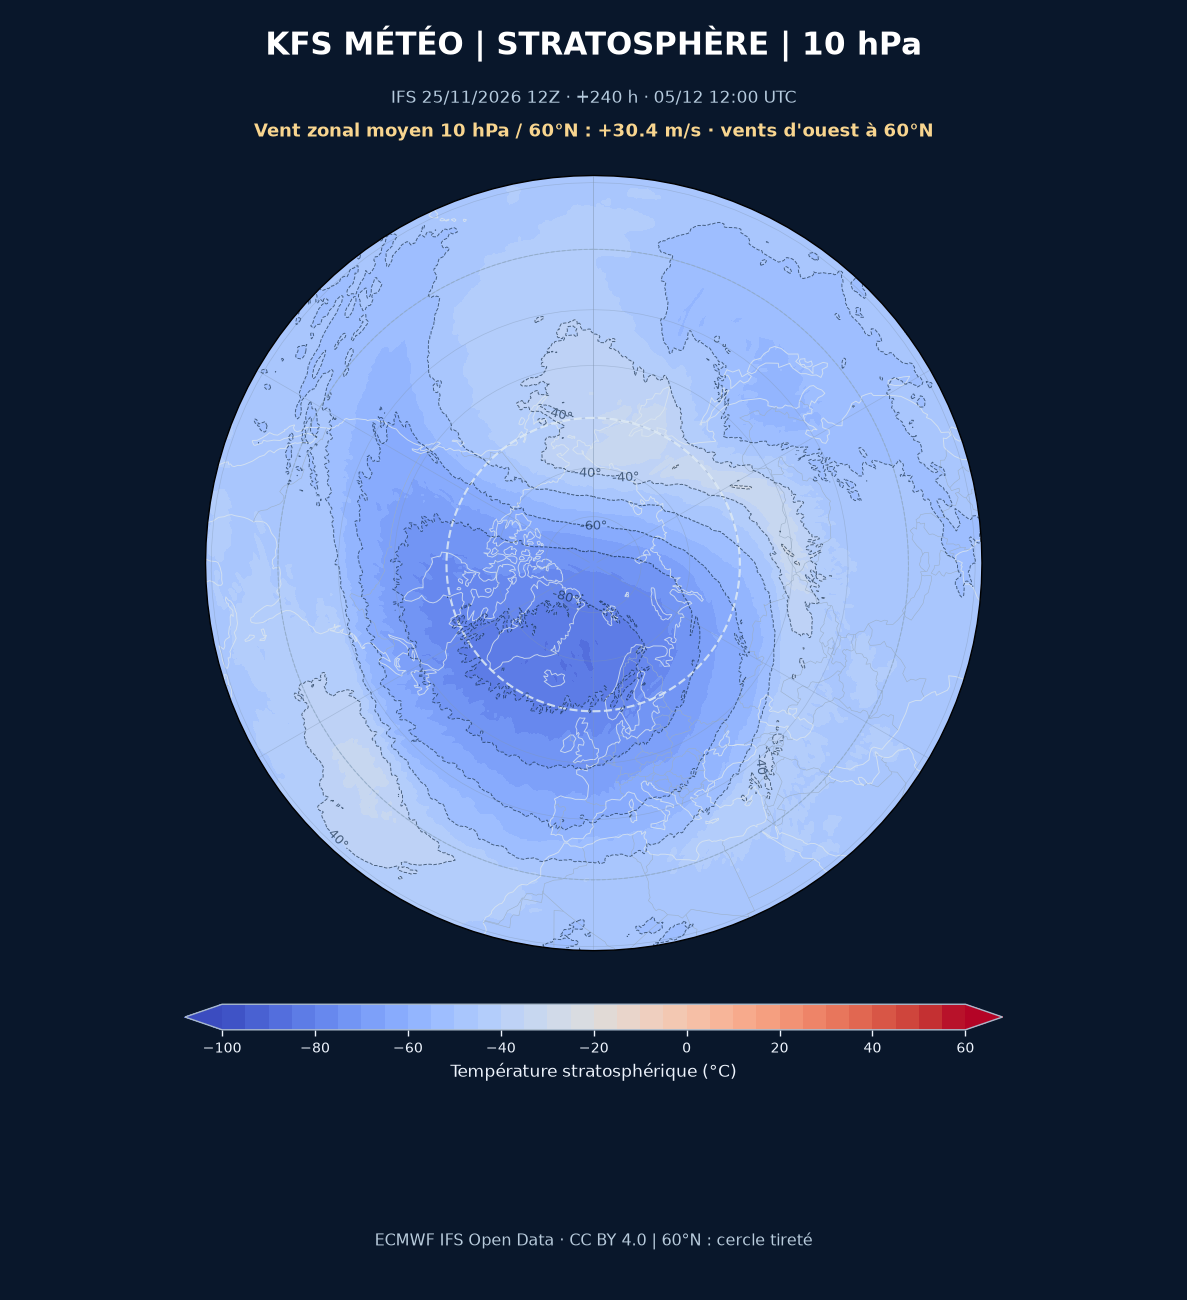 KFS MÉTÉO | STRATOSPHÈRE | 10 hPa
IFS 25/11/2026 12Z · +240 h · 05/12 12:00 UTC
Vent zonal moyen 10 hPa / 60°N : +30.4 m/s · vents d'ouest à 60°N
-40°
-40°
-40°
-60°
-80°
-40°
-40°
−100 −80 −60 −40 −20 0 20 40 60
Température stratosphérique (°C)
ECMWF IFS Open Data · CC BY 4.0 | 60°N : cercle tireté